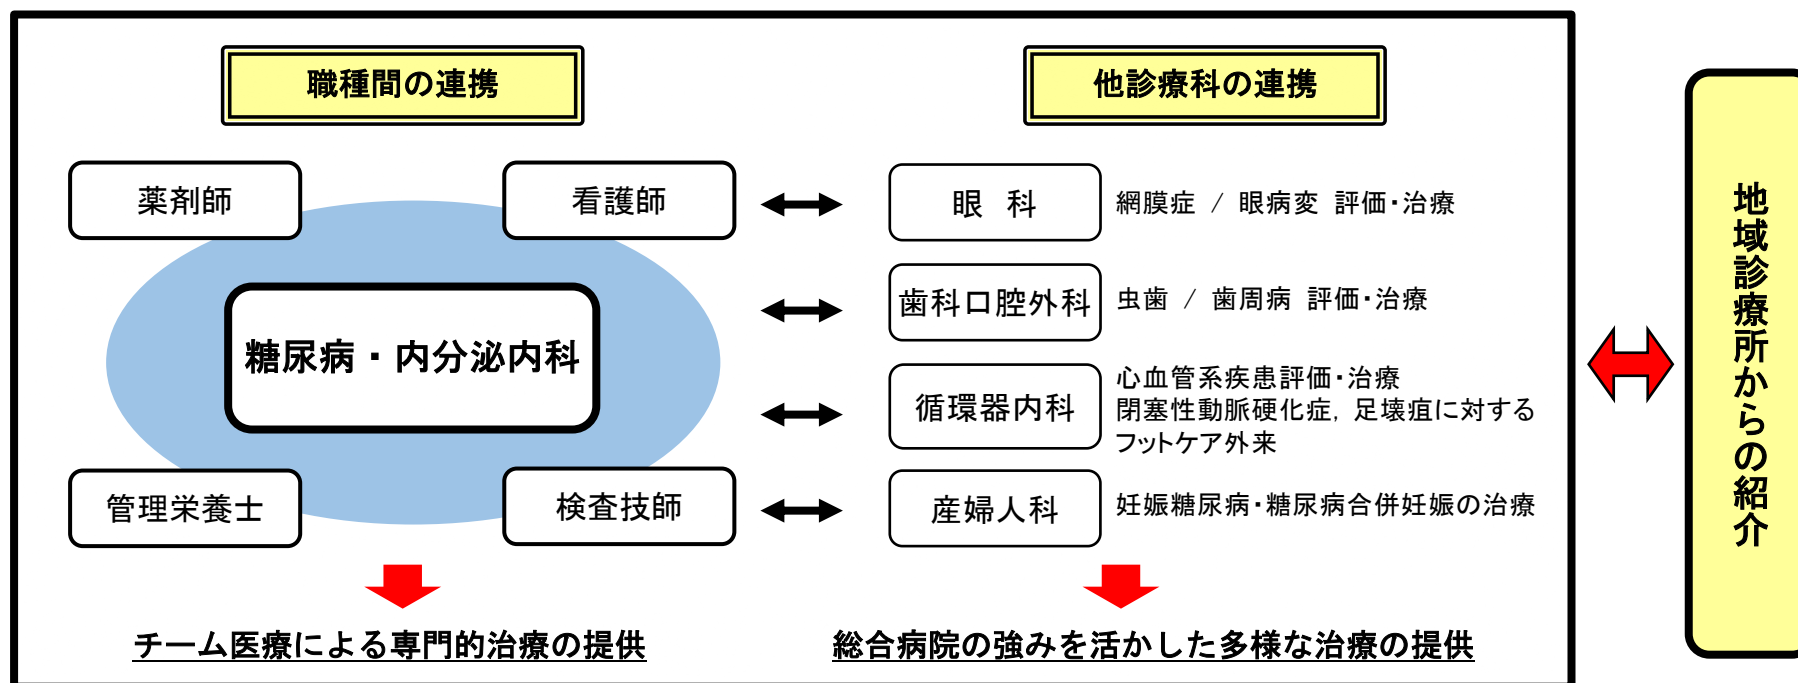 職種間の連携
他診療科の連携
薬剤師
看護師
糖尿病・内分泌内科
管理栄養士
検査技師
眼 科
網膜症 / 眼病変 評価・治療
歯科口腔外科
虫歯 / 歯周病 評価・治療
循環器内科
心血管系疾患評価・治療
閉塞性動脈硬化症, 足壊疽に対する
フットケア外来
産婦人科
妊娠糖尿病・糖尿病合併妊娠の治療
チーム医療による専門的治療の提供
総合病院の強みを活かした多様な治療の提供
地域診療所からの紹介